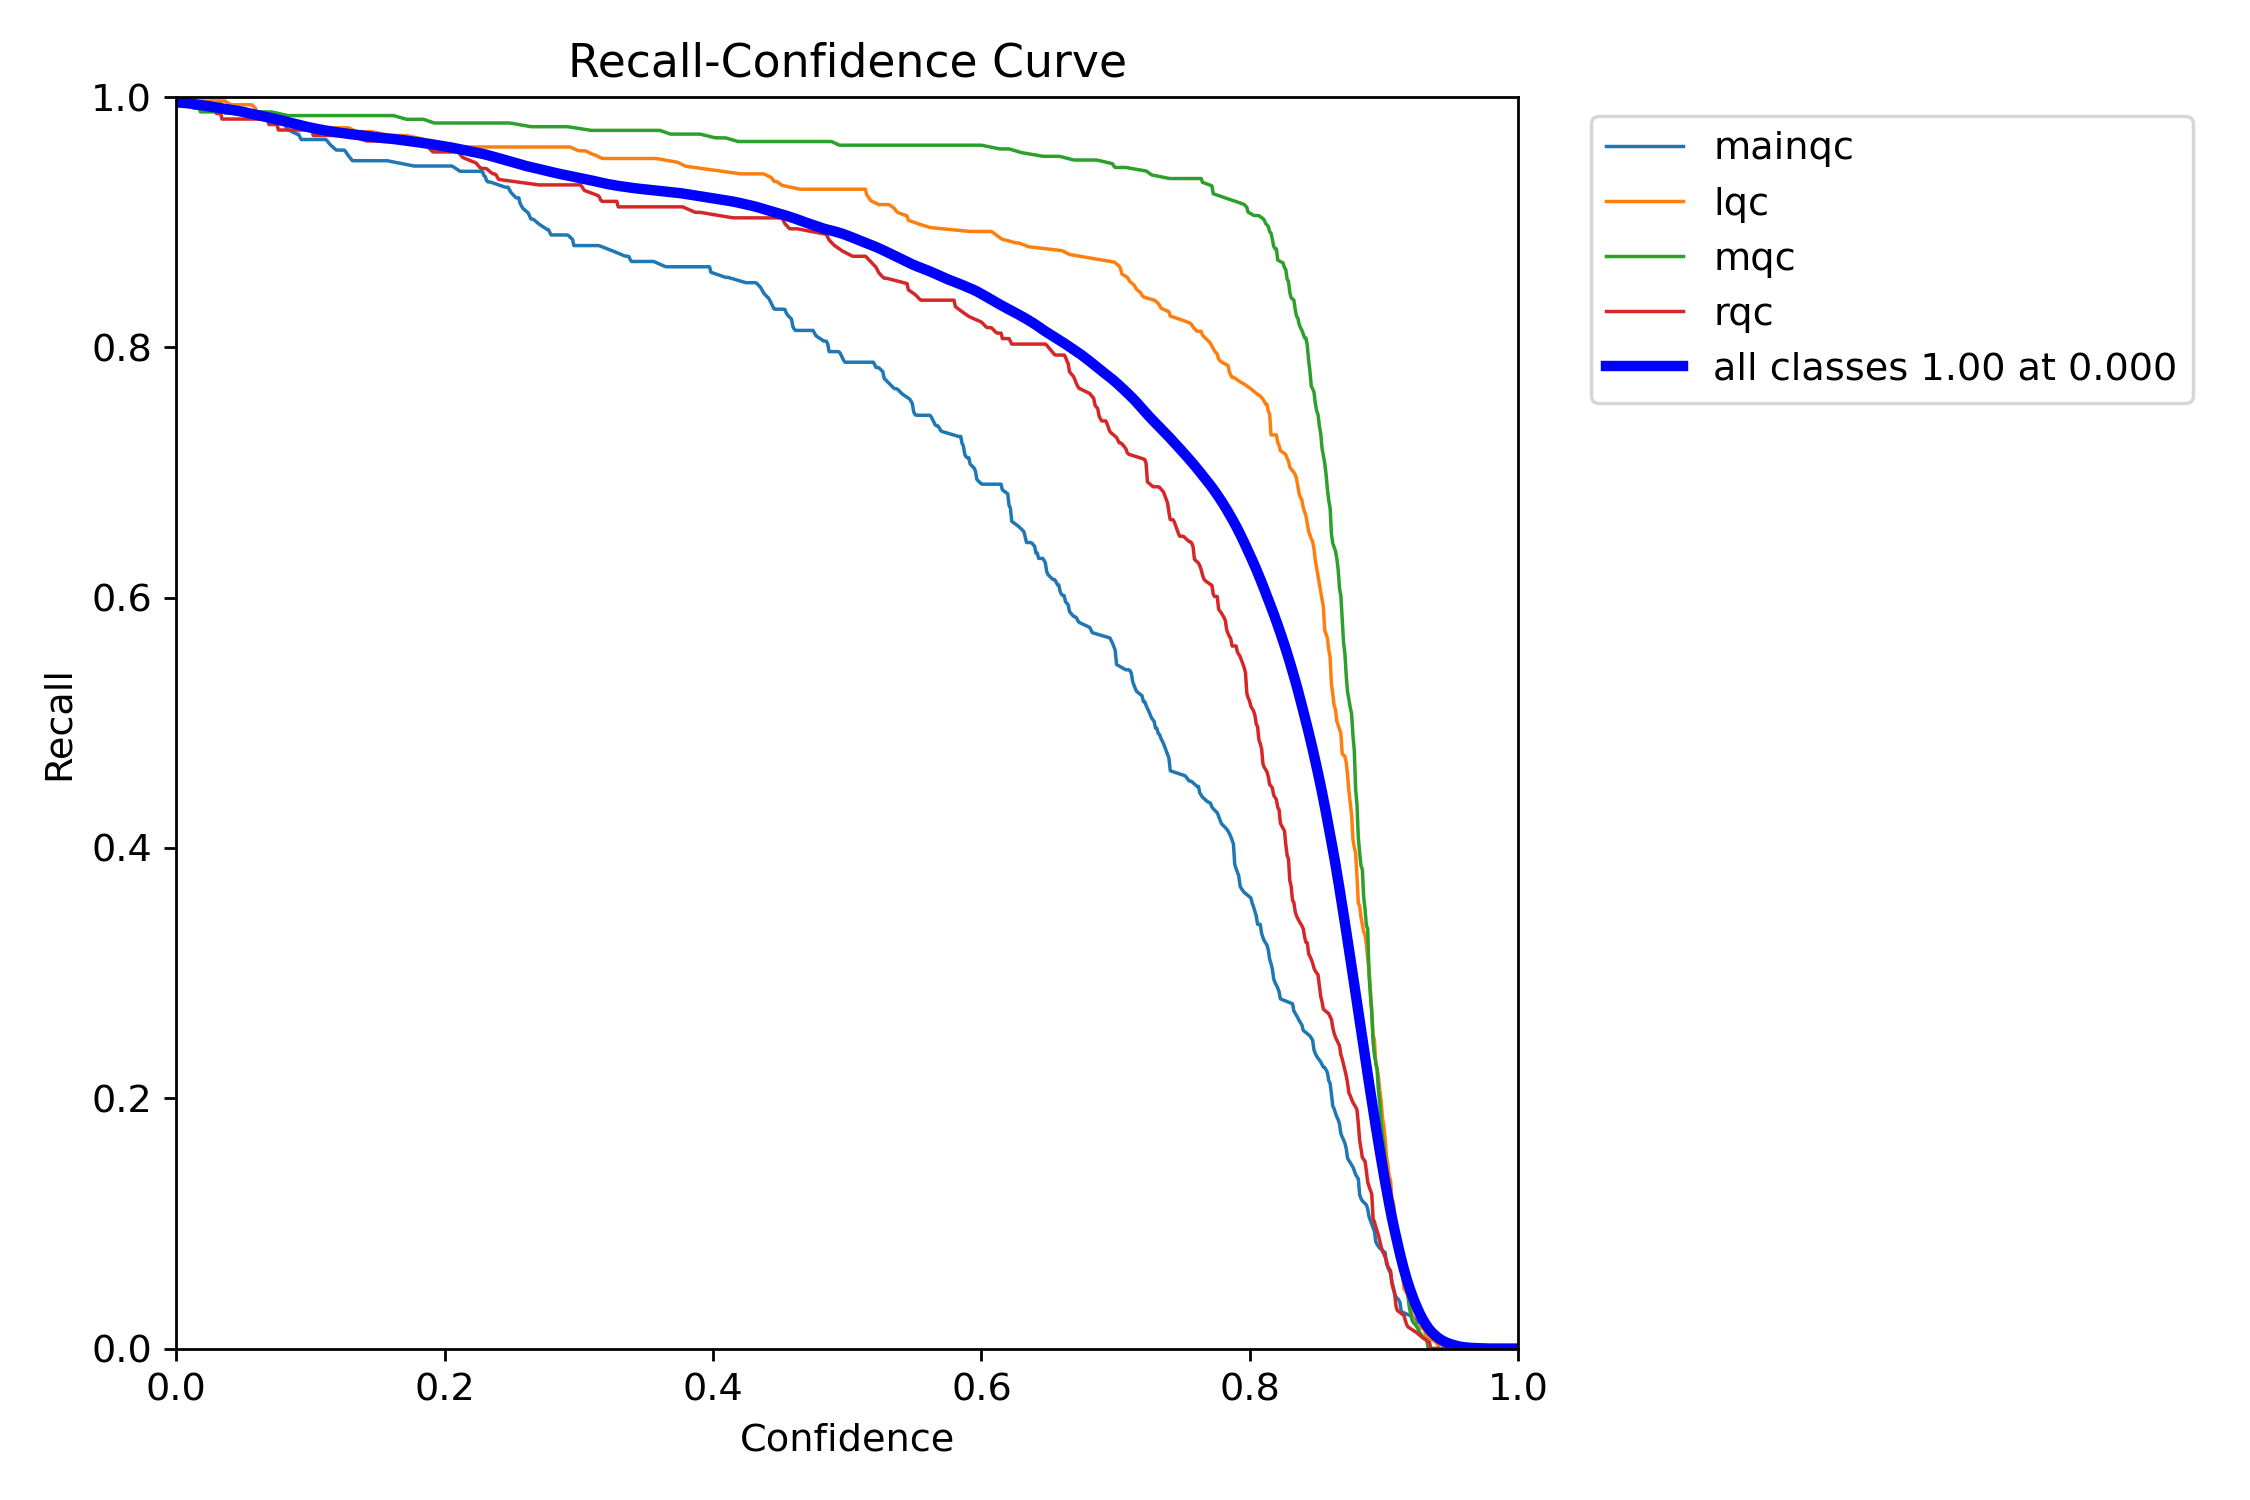 Recall-Confidence Curve
1.0
0.8
0.6
0.4
0.2
0.0
Recall
0.0 0.2 0.4 0.6 0.8 1.0
Confidence
mainqc
lqc
mqc
rqc
all classes 1.00 at 0.000